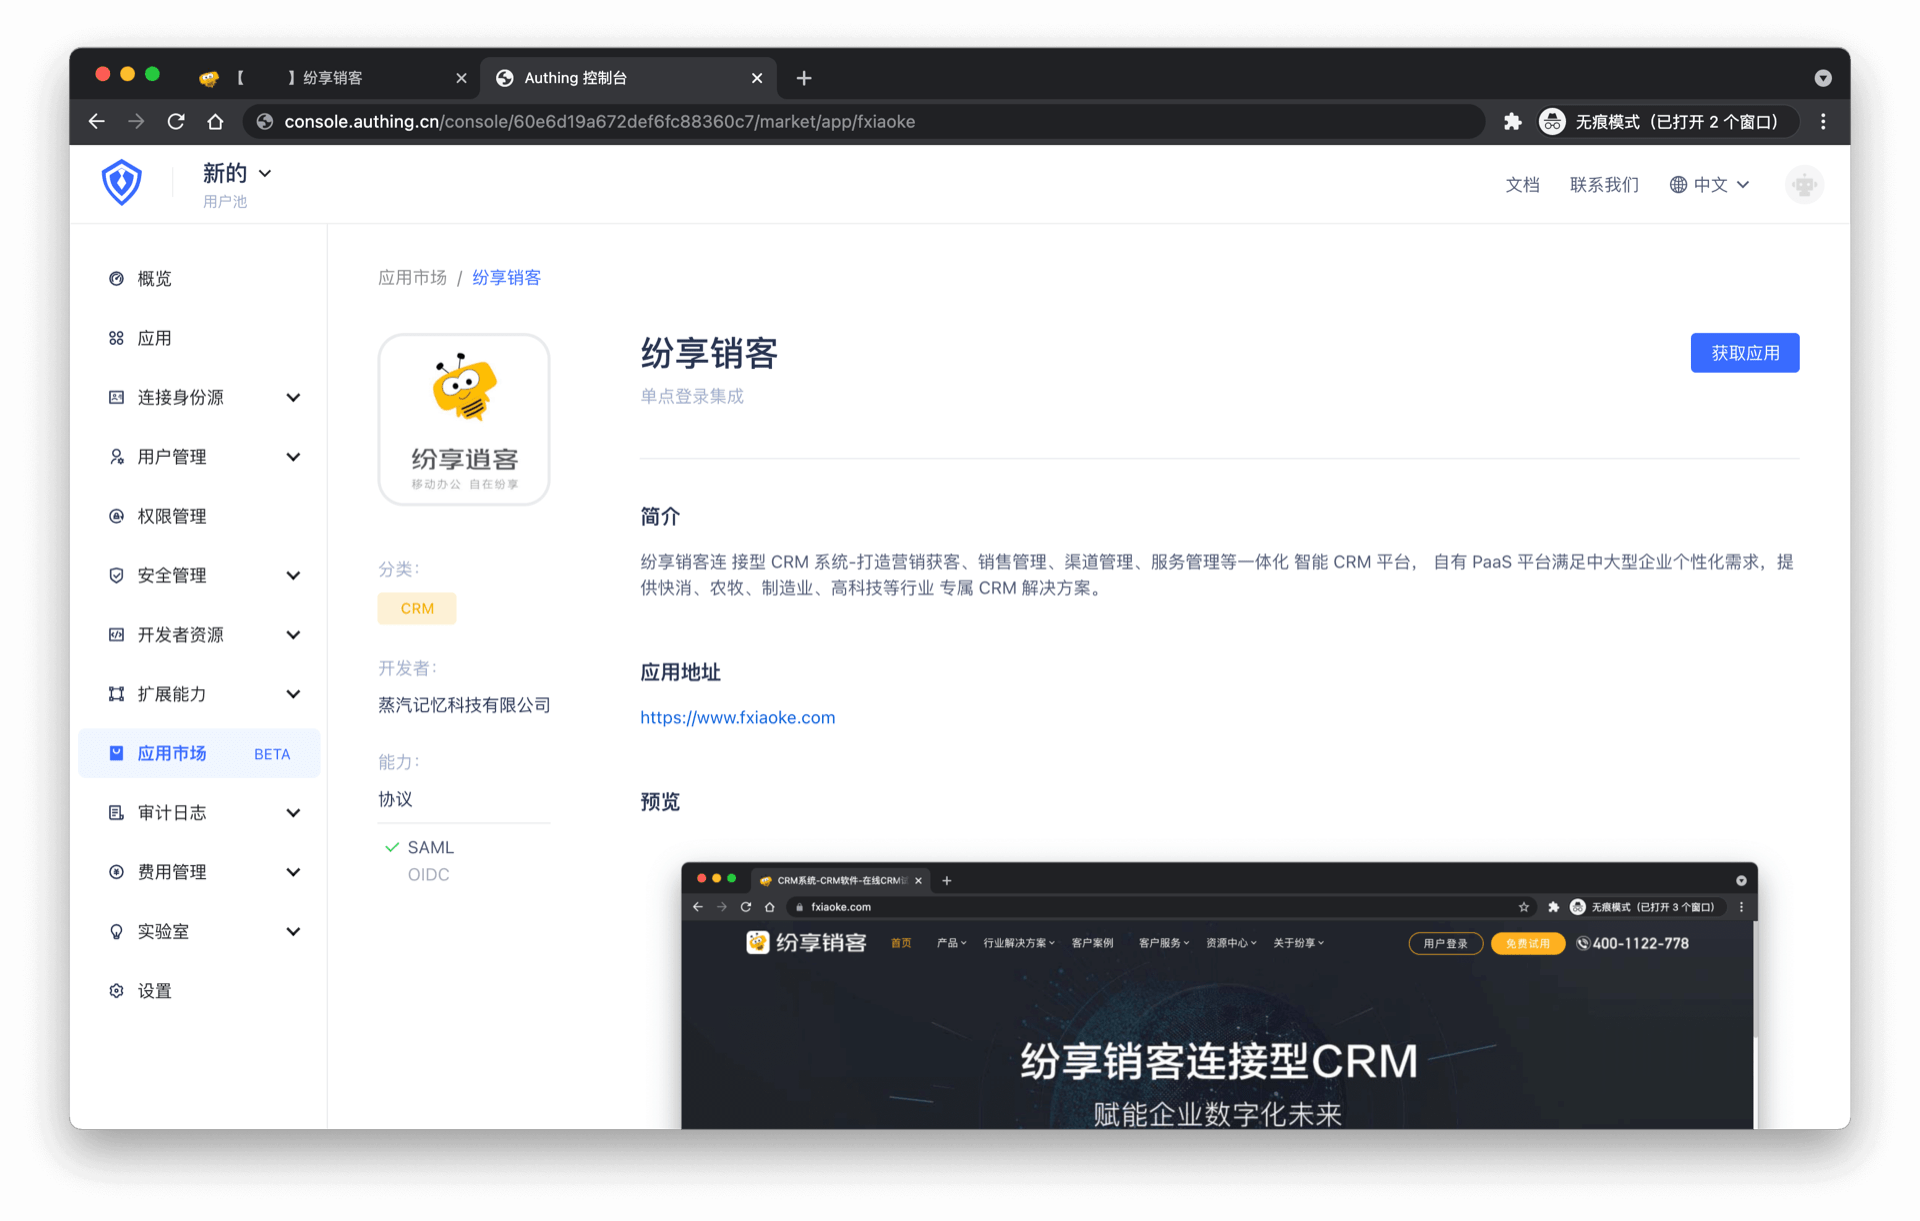 【 】纷享销客
Authing 控制台
console.authing.cn/console/60e6d19a672def6fc88360c7/market/app/fxiaoke
无痕模式（已打开 2 个窗口）
新的
用户池
文档
联系我们
中文
概览
应用
连接身份源
用户管理
权限管理
安全管理
开发者资源
扩展能力
应用市场 BETA
审计日志
费用管理
实验室
设置
应用市场 / 纷享销客
纷享逍客
移动办公 自在纷享
分类：
CRM
开发者：
蒸汽记忆科技有限公司
能力：
协议
SAML
OIDC
纷享销客
单点登录集成
获取应用
简介
纷享销客连 接型 CRM 系统-打造营销获客、销售管理、渠道管理、服务管理等一体化 智能 CRM 平台， 自有 PaaS 平台满足中大型企业个性化需求，提
供快消、农牧、制造业、高科技等行业 专属 CRM 解决方案。
应用地址
https://www.fxiaoke.com
预览
CRM系统-CRM软件-在线CRM
fxiaoke.com
无痕模式（已打开 3 个窗口）
纷享销客 首页 产品 行业解决方案 客户案例 客户服务 资源中心 关于纷享 用户登录 免费试用 400-1122-778
纷享销客连接型CRM
赋能企业数字化未来